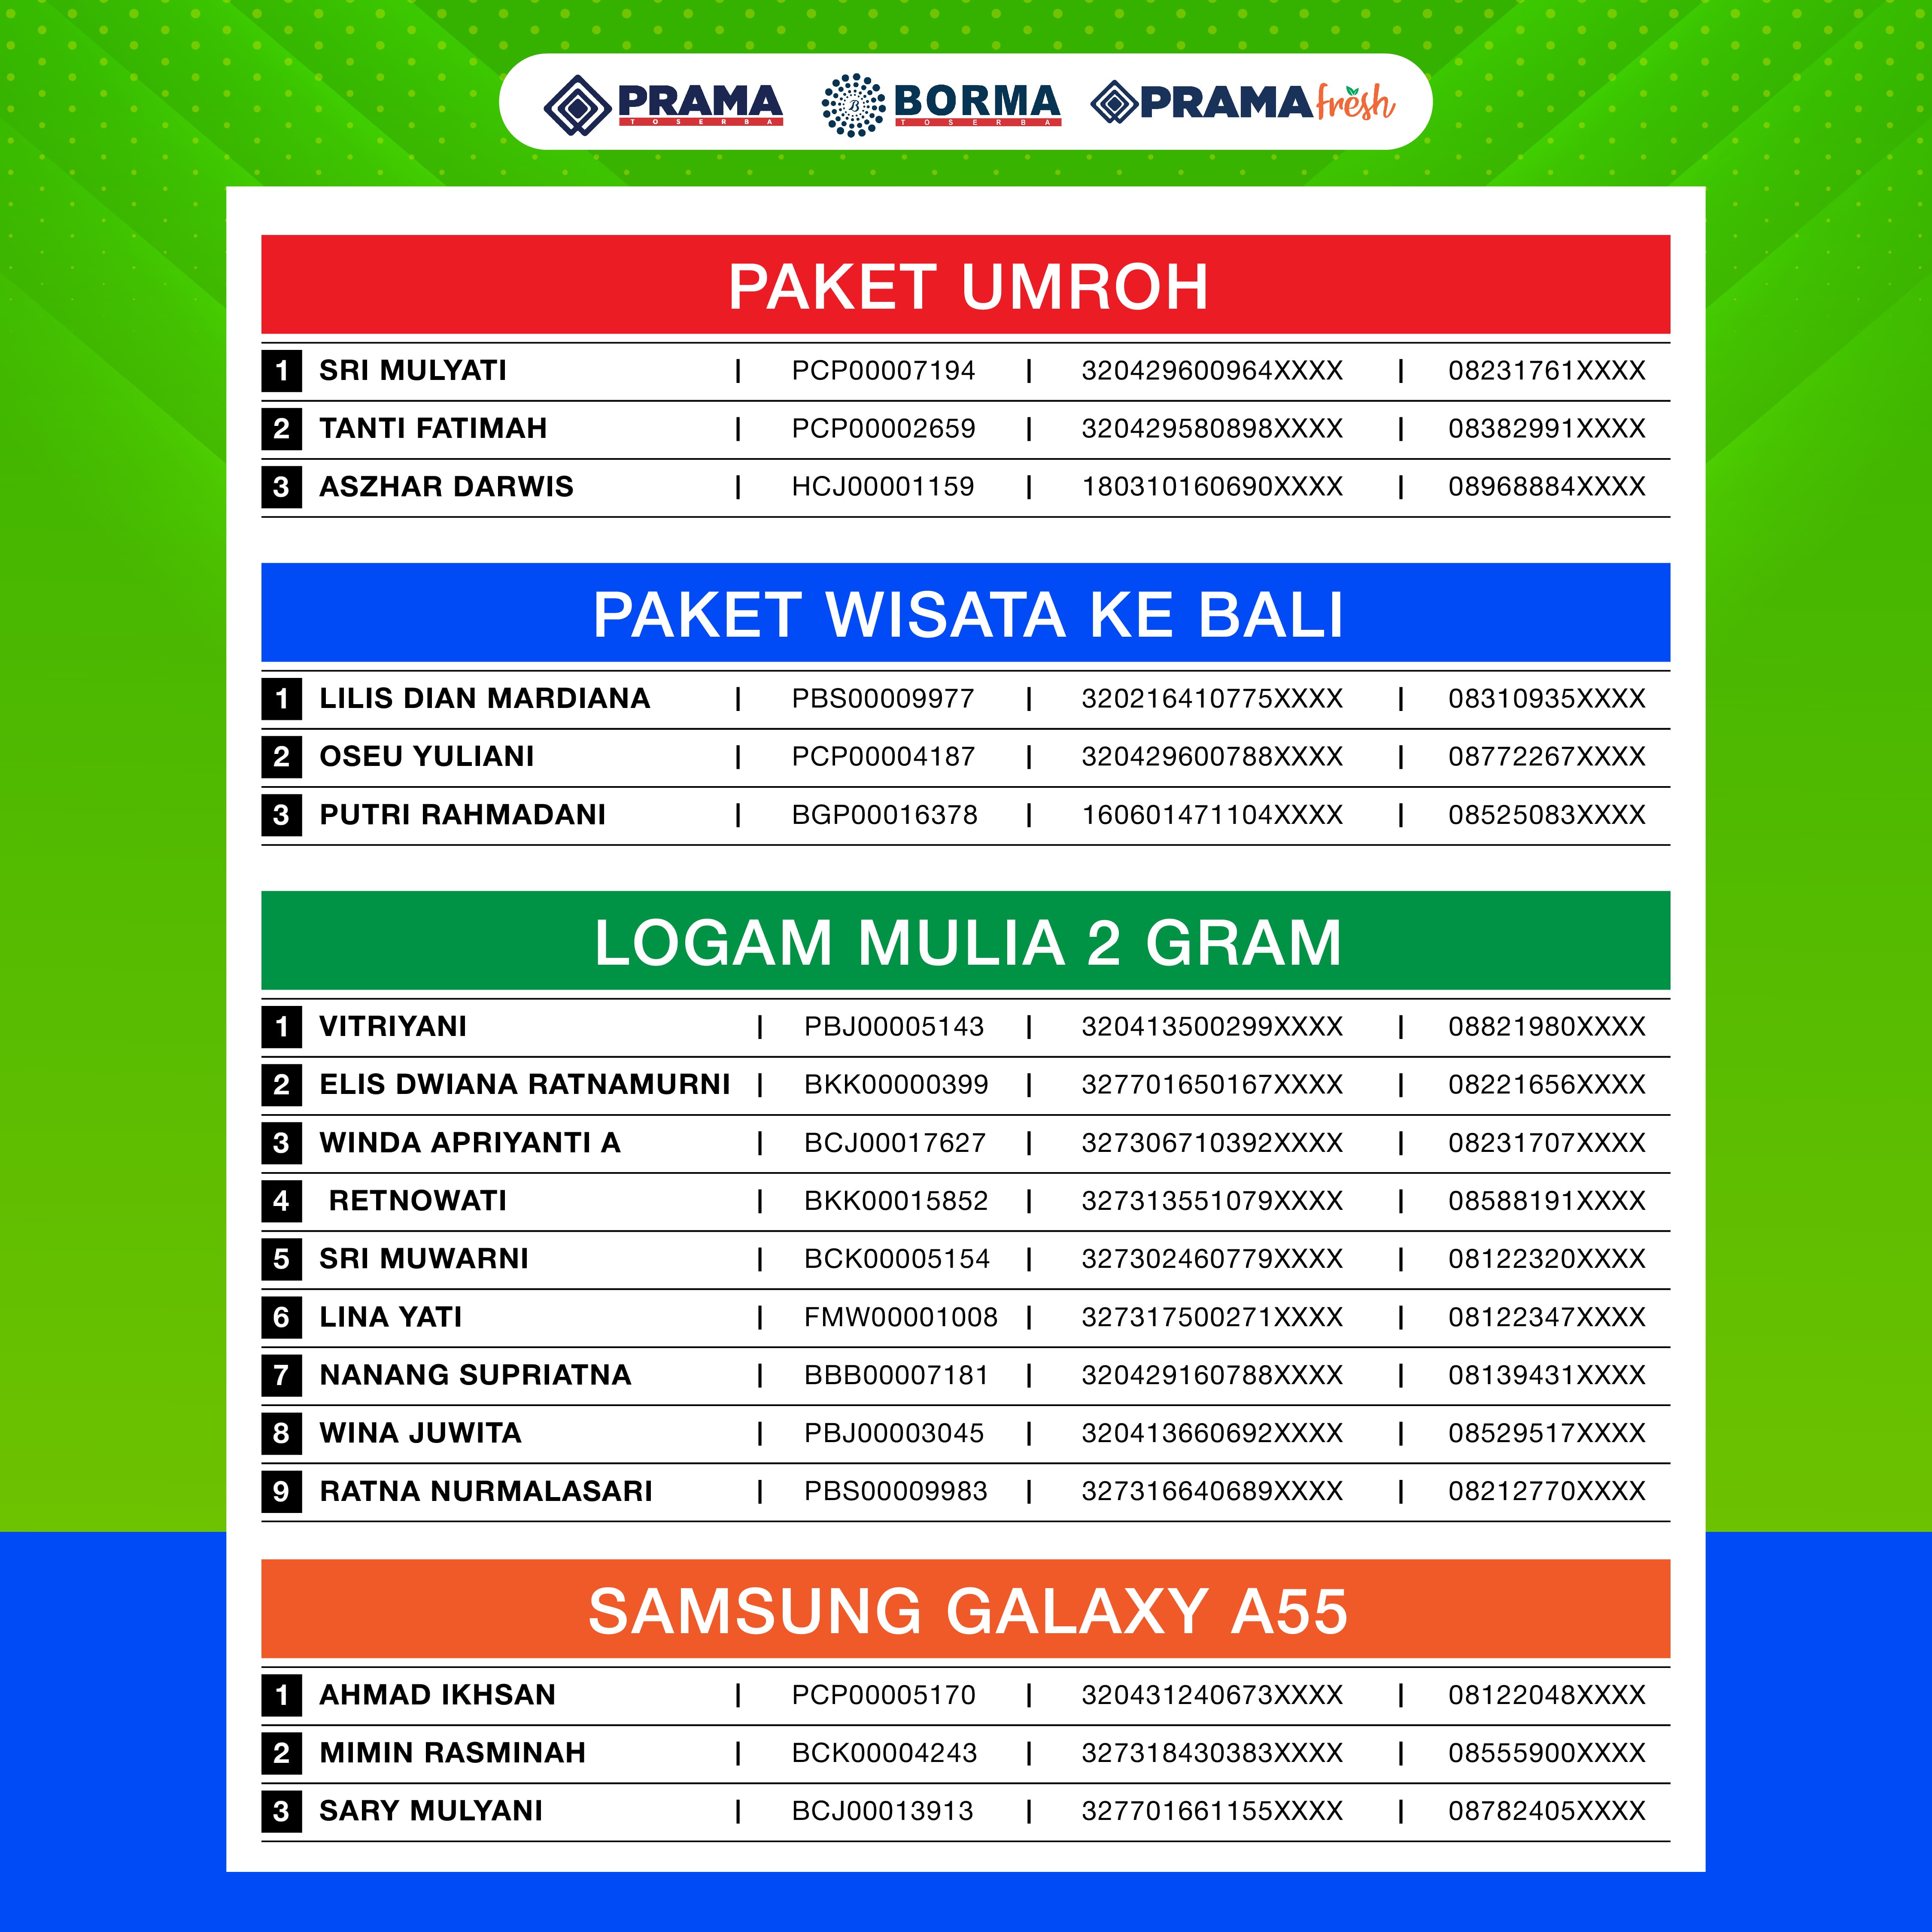 PRAMA TOSERBA BORMA TOSERBA PRAMA fresh
PAKET UMROH
1 SRI MULYATI | PCP00007194 | 320429600964XXXX | 08231761XXXX
2 TANTI FATIMAH | PCP00002659 | 320429580898XXXX | 08382991XXXX
3 ASZHAR DARWIS | HCJ00001159 | 180310160690XXXX | 08968884XXXX
PAKET WISATA KE BALI
1 LILIS DIAN MARDIANA | PBS00009977 | 320216410775XXXX | 08310935XXXX
2 OSEU YULIANI | PCP00004187 | 320429600788XXXX | 08772267XXXX
3 PUTRI RAHMADANI | BGP00016378 | 160601471104XXXX | 08525083XXXX
LOGAM MULIA 2 GRAM
1 VITRIYANI | PBJ00005143 | 320413500299XXXX | 08821980XXXX
2 ELIS DWIANA RATNAMURNI | BKK00000399 | 327701650167XXXX | 08221656XXXX
3 WINDA APRIYANTI A | BCJ00017627 | 327306710392XXXX | 08231707XXXX
4 RETNOWATI | BKK00015852 | 327313551079XXXX | 08588191XXXX
5 SRI MUWARNI | BCK00005154 | 327302460779XXXX | 08122320XXXX
6 LINA YATI | FMW00001008 | 327317500271XXXX | 08122347XXXX
7 NANANG SUPRIATNA | BBB00007181 | 320429160788XXXX | 08139431XXXX
8 WINA JUWITA | PBJ00003045 | 320413660692XXXX | 08529517XXXX
9 RATNA NURMALASARI | PBS00009983 | 327316640689XXXX | 08212770XXXX
SAMSUNG GALAXY A55
1 AHMAD IKHSAN | PCP00005170 | 320431240673XXXX | 08122048XXXX
2 MIMIN RASMINAH | BCK00004243 | 327318430383XXXX | 08555900XXXX
3 SARY MULYANI | BCJ00013913 | 327701661155XXXX | 08782405XXXX